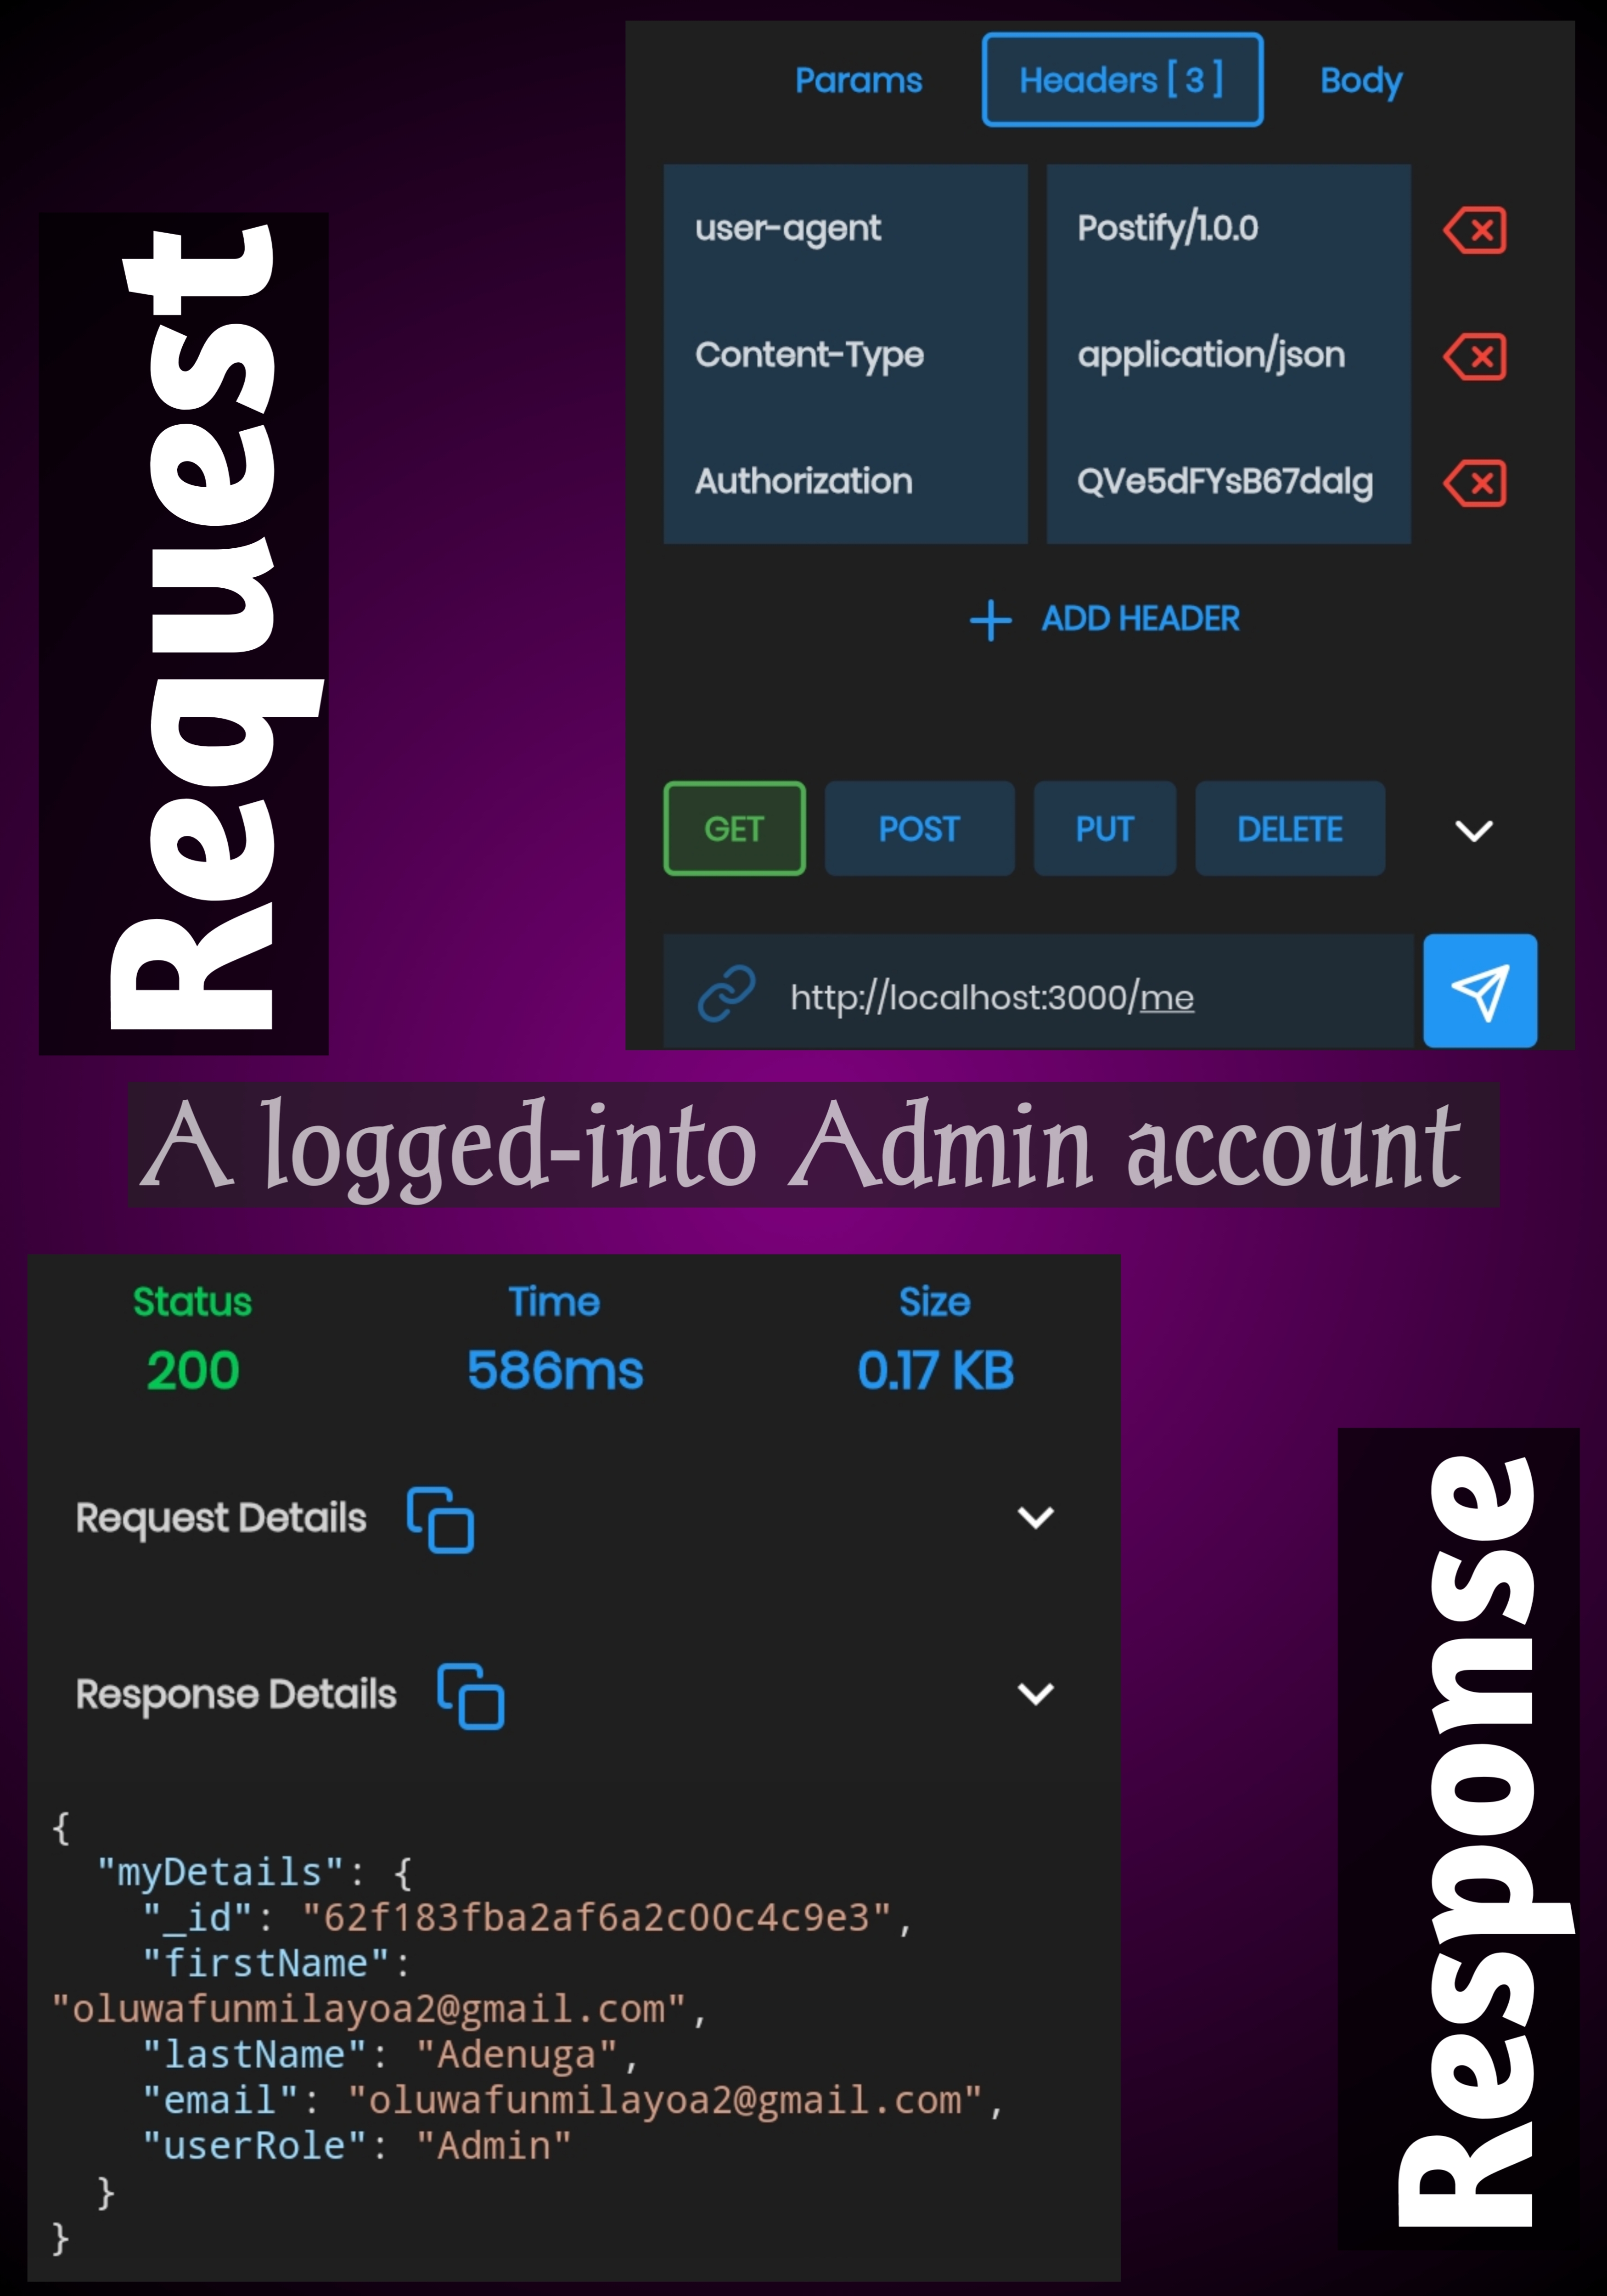 Request
Params Headers [ 3 ] Body
user-agent Postify/1.0.0
Content-Type application/json
Authorization QVe5dFYsB67dalg
ADD HEADER
GET POST PUT DELETE
http://localhost:3000/me
A logged-into Admin account
Status Time Size
200 586ms 0.17 KB
Request Details
Response Details
{
"myDetails": {
"_id": "62f183fba2af6a2c00c4c9e3",
"firstName":
"oluwafunmilayoa2@gmail.com",
"lastName": "Adenuga",
"email": "oluwafunmilayoa2@gmail.com",
"userRole": "Admin"
}
}
Response